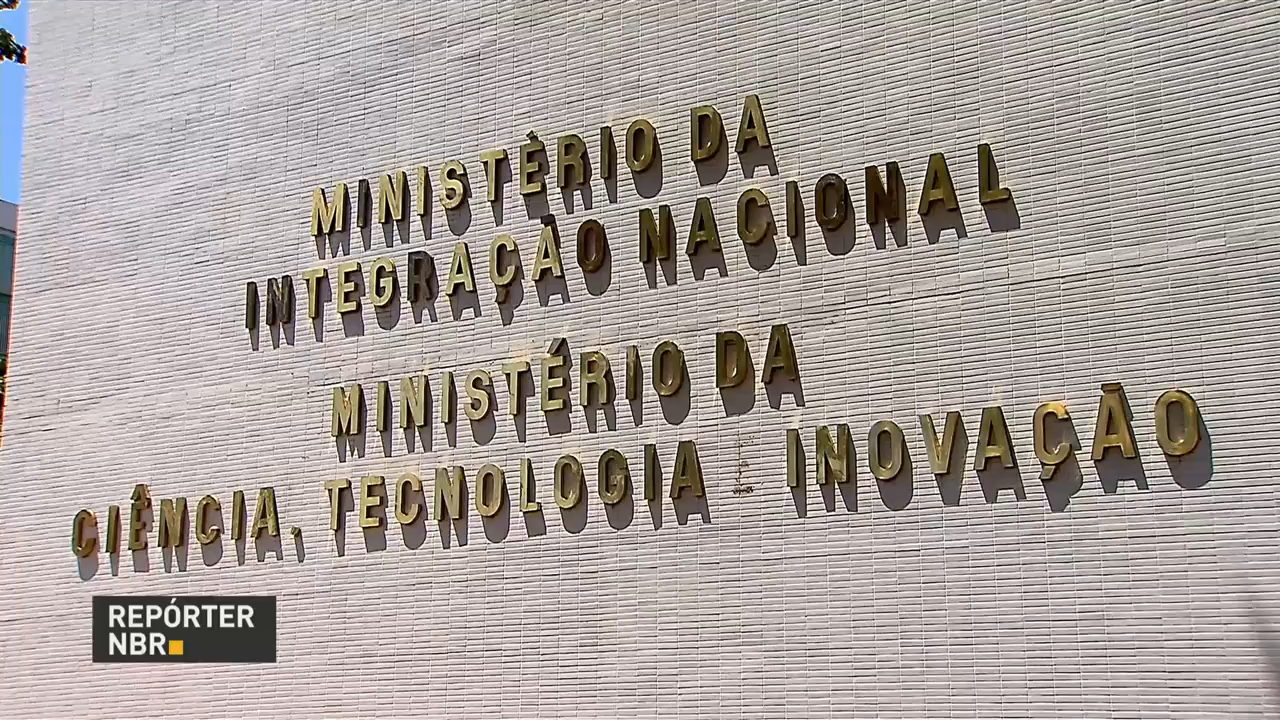 MINISTÉRIO DA
INTEGRAÇÃO NACIONAL
MINISTÉRIO DA
CIÊNCIA, TECNOLOGIA E INOVAÇÃO
REPÓRTER
NBR